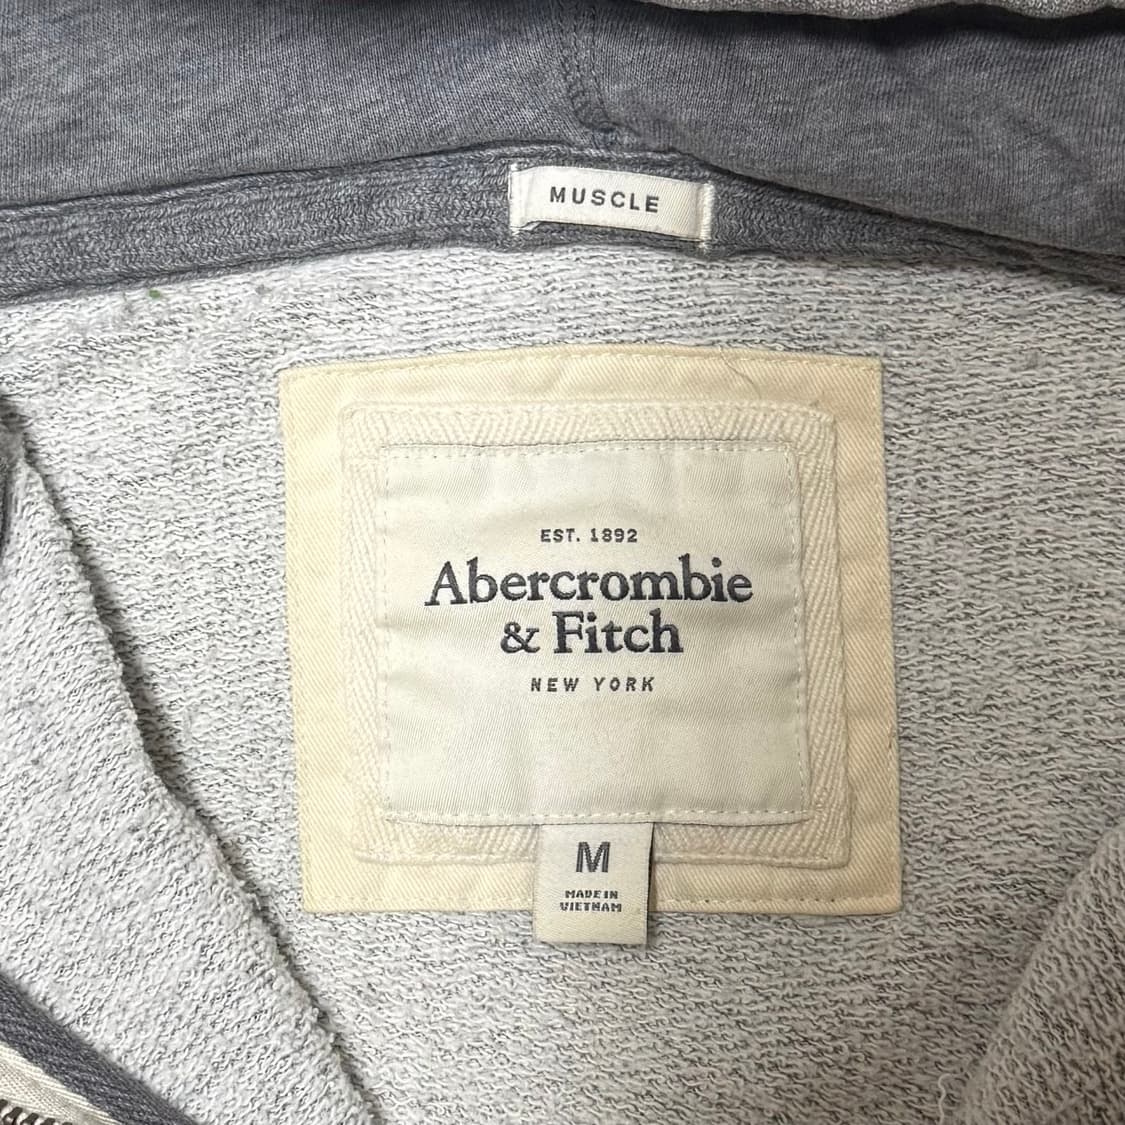 MUSCLE
EST. 1892
Abercrombie
& Fitch
NEW YORK
M
MADE IN
VIETNAM